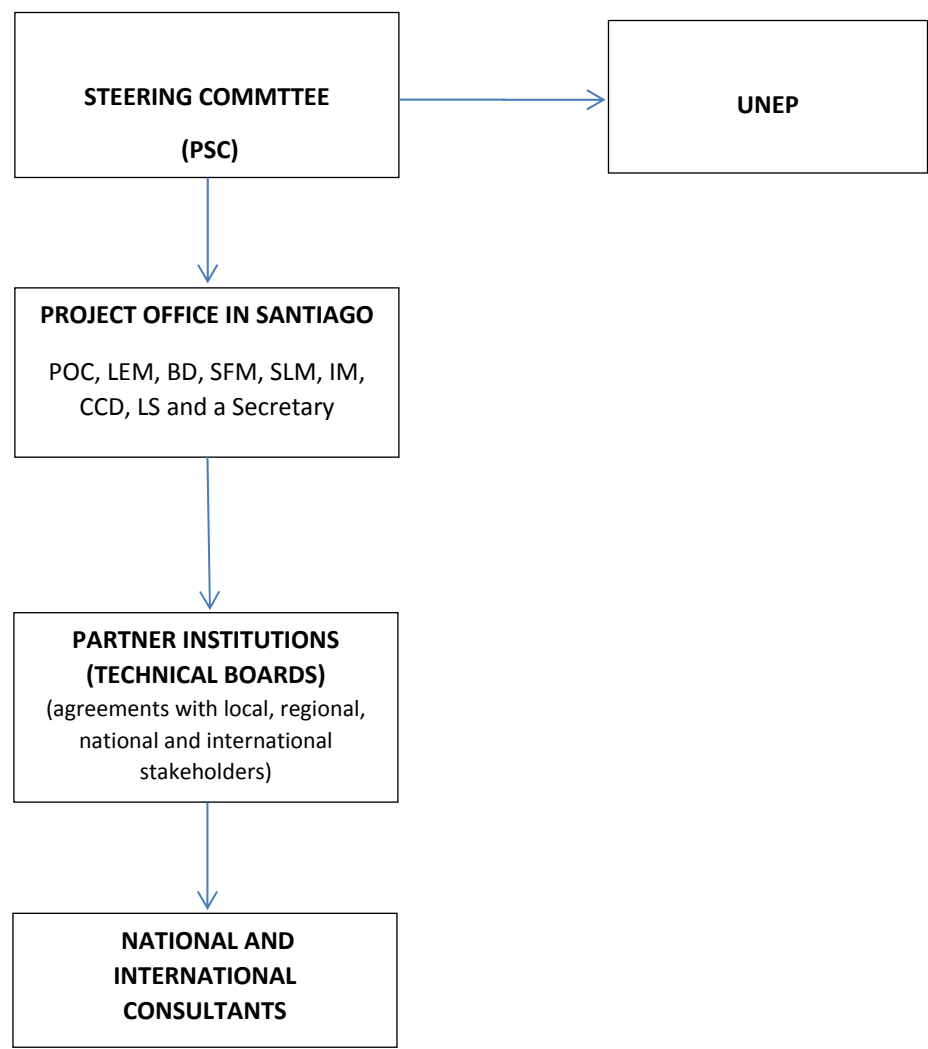 STEERING COMMTTEE
(PSC)
UNEP
PROJECT OFFICE IN SANTIAGO
POC, LEM, BD, SFM, SLM, IM,
CCD, LS and a Secretary
PARTNER INSTITUTIONS
(TECHNICAL BOARDS)
(agreements with local, regional,
national and international
stakeholders)
NATIONAL AND
INTERNATIONAL
CONSULTANTS